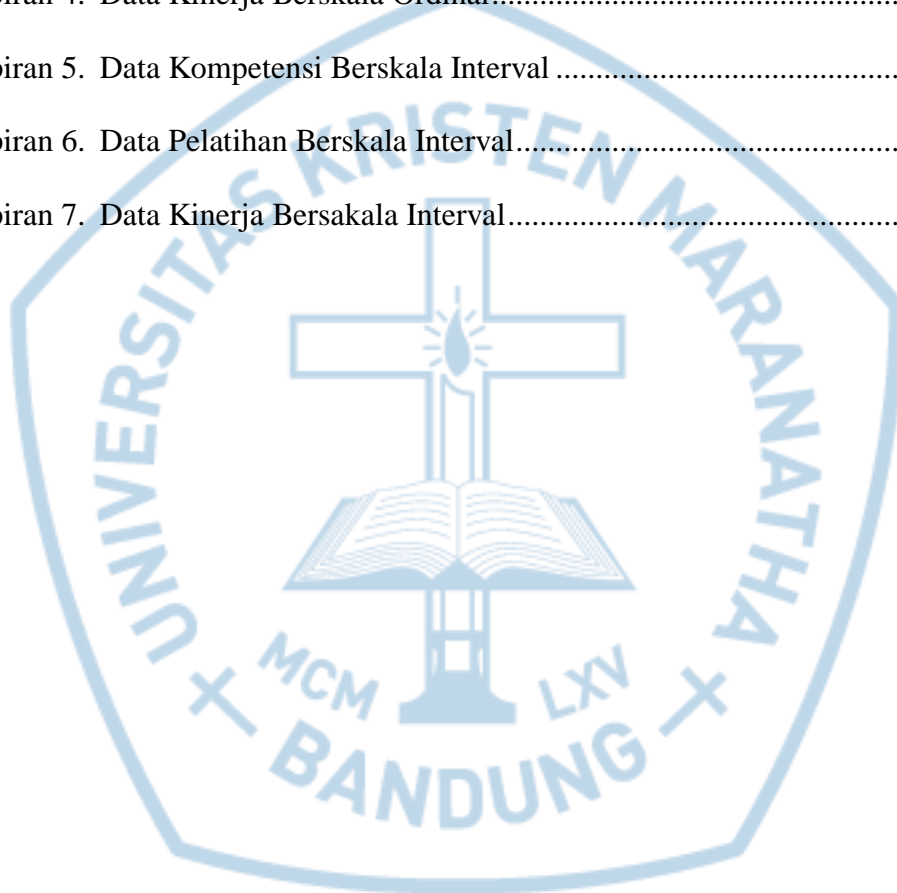 piran 4. Data Kinerja Berskala Ordinal..................................................
piran 5. Data Kompetensi Berskala Interval ..........................................
piran 6. Data Pelatihan Berskala Interval...............................................
piran 7. Data Kinerja Bersakala Interval................................................
UNIVERSITAS KRISTEN MARANATHA
MCM LXV
BANDUNG